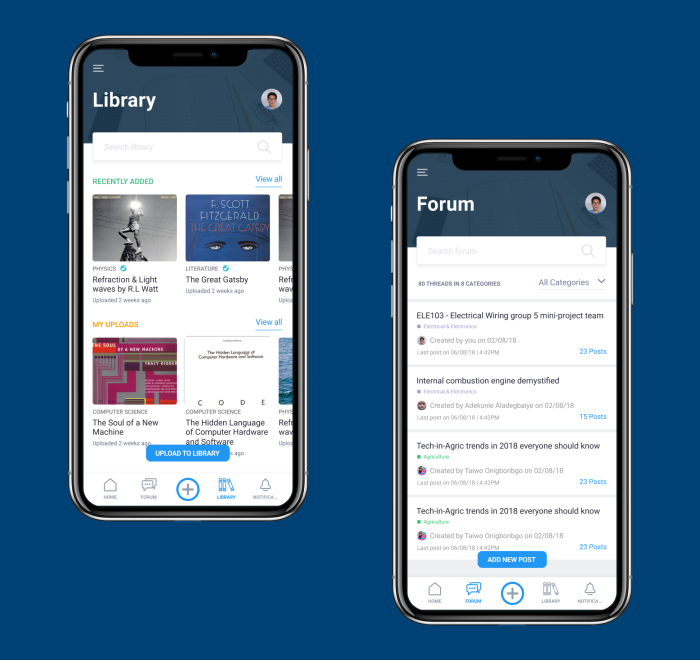 Library
Search library
RECENTLY ADDED
View all
F. SCOTT
FITZGERALD
THE GREAT GATSBY
PHYSICS
LITERATURE
PHYS
Refraction & Light
waves by R.L Watt
The Great Gatsby
Refra
wave
Uploaded 2 weeks ago
Uploaded 2 weeks ago
Upload
MY UPLOADS
View all
THE SOUL
OF A NEW MACHINE
TRACY KIDDER
The Hidden Language of
Computer Hardware and Software
C O D E
COMPUTER SCIENCE
COMPUTER SCIENCE
PHYS
The Soul of a New
Machine
The Hidden Language
of Computer Hardware
and Software
Refra
wave
Uploaded 2 weeks ago
Uploaded 2 weeks ago
Upload
UPLOAD TO LIBRARY
HOME
FORUM
LIBRARY
NOTIFICA...
Forum
Search forum
80 THREADS IN 8 CATEGORIES
All Categories
ELE103 - Electrical Wiring group 5 mini-project team
Electrical & Electronics
Created by you on 02/08/18
Last post on 06/08/18 | 4:42PM
23 Posts
Internal combustion engine demystified
Electrical & Electronics
Created by Adekunle Aladegbaiye on 02/08/18
Last post on 06/08/18 | 4:42PM
15 Posts
Tech-in-Agric trends in 2018 everyone should know
Agriculture
Created by Taiwo Onigbongbo on 02/08/18
Last post on 06/08/18 | 4:42PM
23 Posts
Tech-in-Agric trends in 2018 everyone should know
Agriculture
Created by Taiwo Onigbonbgo on 02/08/18
Last post on 06/08/18 | 4:42PM
23 Posts
ADD NEW POST
HOME
FORUM
LIBRARY
NOTIFICA...